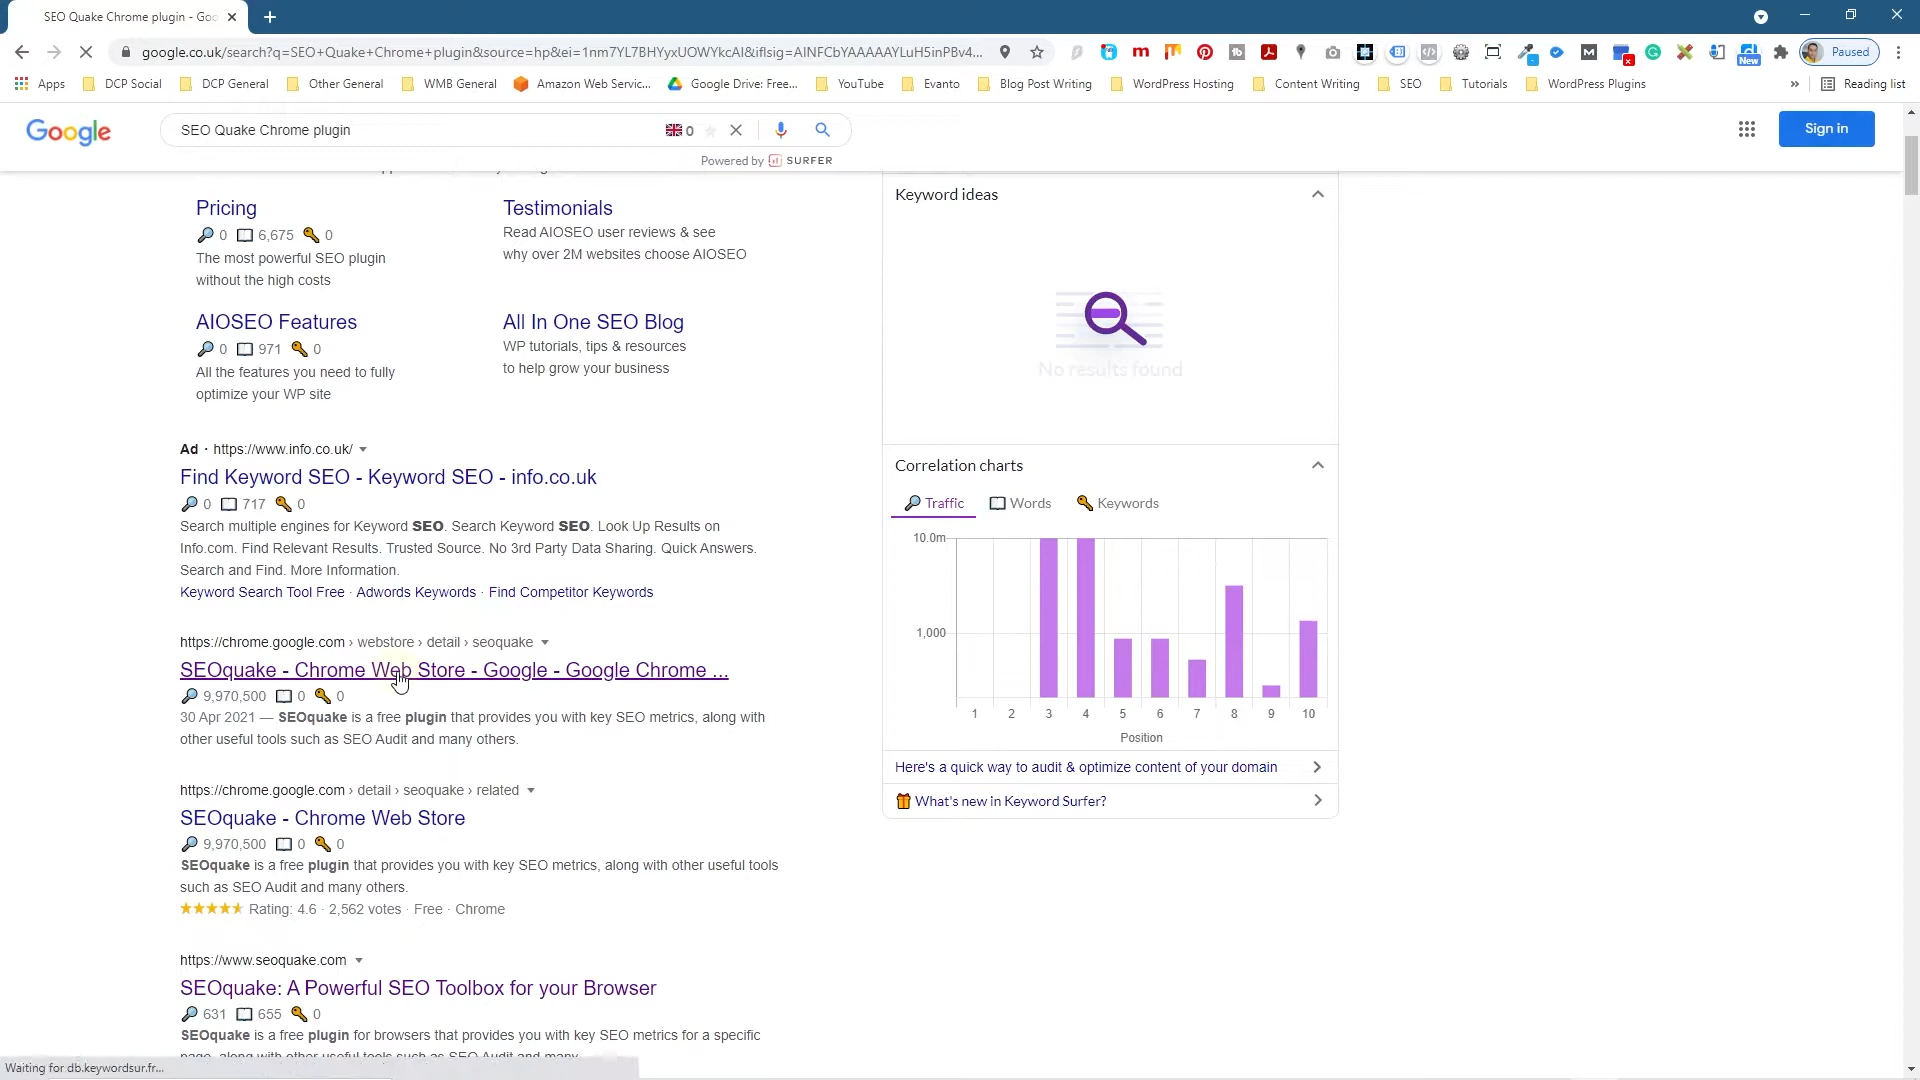 SEO Quake Chrome plugin - Goo
google.co.uk/search?q=SEO+Quake+Chrome+plugin&source=hp&ei=1nm7YL7BHYyxUOWYkcAI&iflsig=AINFCbYAAAAAYLuH5inPBv4...
New
Paused
Apps
DCP Social
DCP General
Other General
WMB General
Amazon Web Servic...
Google Drive: Free...
YouTube
Evanto
Blog Post Writing
WordPress Hosting
Content Writing
SEO
Tutorials
WordPress Plugins
»
Reading list
Google
SEO Quake Chrome plugin
0
Sign in
Powered by SURFER
Pricing
0 6,675 0
The most powerful SEO plugin
without the high costs
Testimonials
Read AIOSEO user reviews & see
why over 2M websites choose AIOSEO
AIOSEO Features
0 971 0
All the features you need to fully
optimize your WP site
All In One SEO Blog
WP tutorials, tips & resources
to help grow your business
Ad · https://www.info.co.uk/
Find Keyword SEO - Keyword SEO - info.co.uk
0 717 0
Search multiple engines for Keyword SEO. Search Keyword SEO. Look Up Results on
Info.com. Find Relevant Results. Trusted Source. No 3rd Party Data Sharing. Quick Answers.
Search and Find. More Information.
Keyword Search Tool Free · Adwords Keywords · Find Competitor Keywords
https://chrome.google.com › webstore › detail › seoquake
SEOquake - Chrome Web Store - Google - Google Chrome ...
9,970,500 0 0
30 Apr 2021 — SEOquake is a free plugin that provides you with key SEO metrics, along with
other useful tools such as SEO Audit and many others.
https://chrome.google.com › detail › seoquake › related
SEOquake - Chrome Web Store
9,970,500 0 0
SEOquake is a free plugin that provides you with key SEO metrics, along with other useful tools
such as SEO Audit and many others.
Rating: 4.6 · 2,562 votes · Free · Chrome
https://www.seoquake.com
SEOquake: A Powerful SEO Toolbox for your Browser
631 655 0
SEOquake is a free plugin for browsers that provides you with key SEO metrics for a specific
page, along with other useful tools such as SEO Audit and many
Keyword ideas
No results found
Correlation charts
Traffic Words Keywords
10.0m
1,000
1 2 3 4 5 6 7 8 9 10
Position
Here's a quick way to audit & optimize content of your domain
What's new in Keyword Surfer?
Waiting for db.keywordsur.fr...